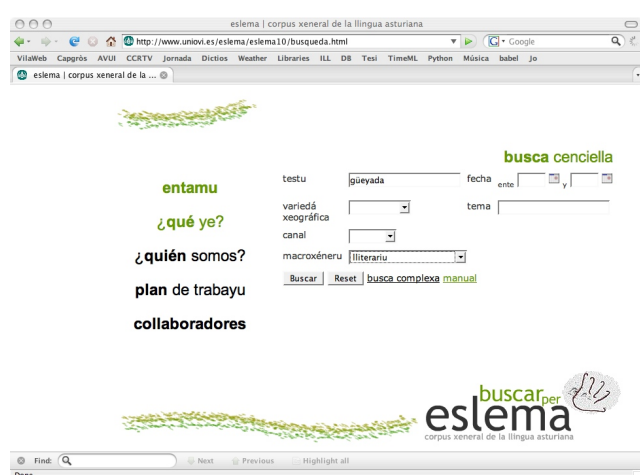 eslema | corpus xeneral de la llingua asturiana
http://www.uniovi.es/eslema/eslema10/busqueda.html
Google
VilaWeb Capgròs AVUI CCRTV Jornada Dictios Weather Libraries ILL DB Tesi TimeML Python Música babel Jo
eslema | corpus xeneral de la ...
busca cenciella
testu güeyada fecha ente y
entamu
variedá xeográfica tema
¿qué ye?
canal
¿quién somos?
macroxéneru lliterariu
Buscar Reset busca complexa manual
plan de trabayu
collaboradores
buscar per
eslema
corpus xeneral de la llingua asturiana
Find: Next Previous Highlight all
Done